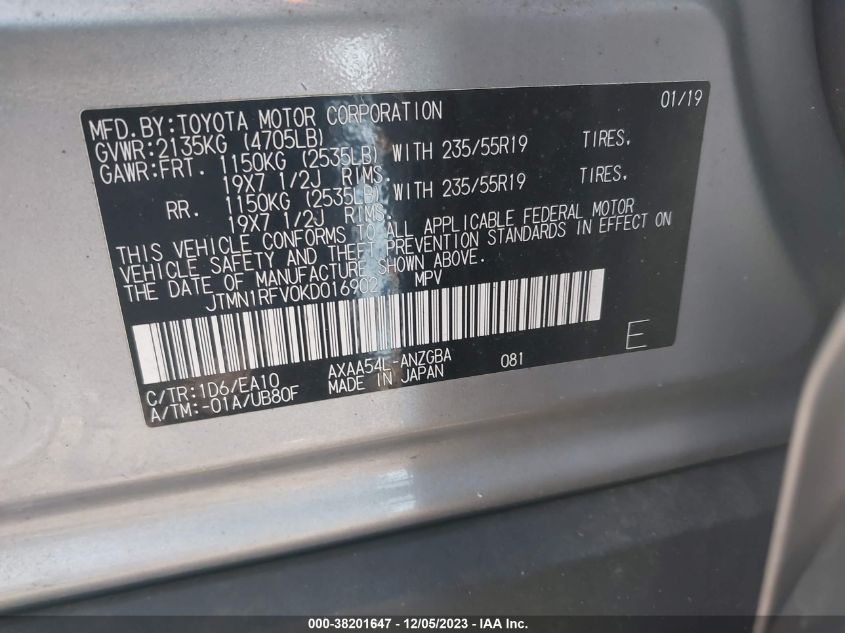 MFD.BY:TOYOTA MOTOR CORPORATION 01/19
GVWR:2135KG (4705LB)
GAWR:FRT. 1150KG (2535LB) WITH 235/55R19 TIRES.
19X7 1/2J RIMS.
RR. 1150KG (2535LB) WITH 235/55R19 TIRES.
19X7 1/2J RIMS.
THIS VEHICLE CONFORMS TO ALL APPLICABLE FEDERAL MOTOR
VEHICLE SAFETY AND THEFT PREVENTION STANDARDS IN EFFECT ON
THE DATE OF MANUFACTURE SHOWN ABOVE.
JTMN1RFV0KD016902 MPV
E
C/TR:1D6/EA10 AXAA54L-ANZGBA 081
A/TM:-01A/UB80F MADE IN JAPAN
000-38201647 - 12/05/2023 - IAA Inc.